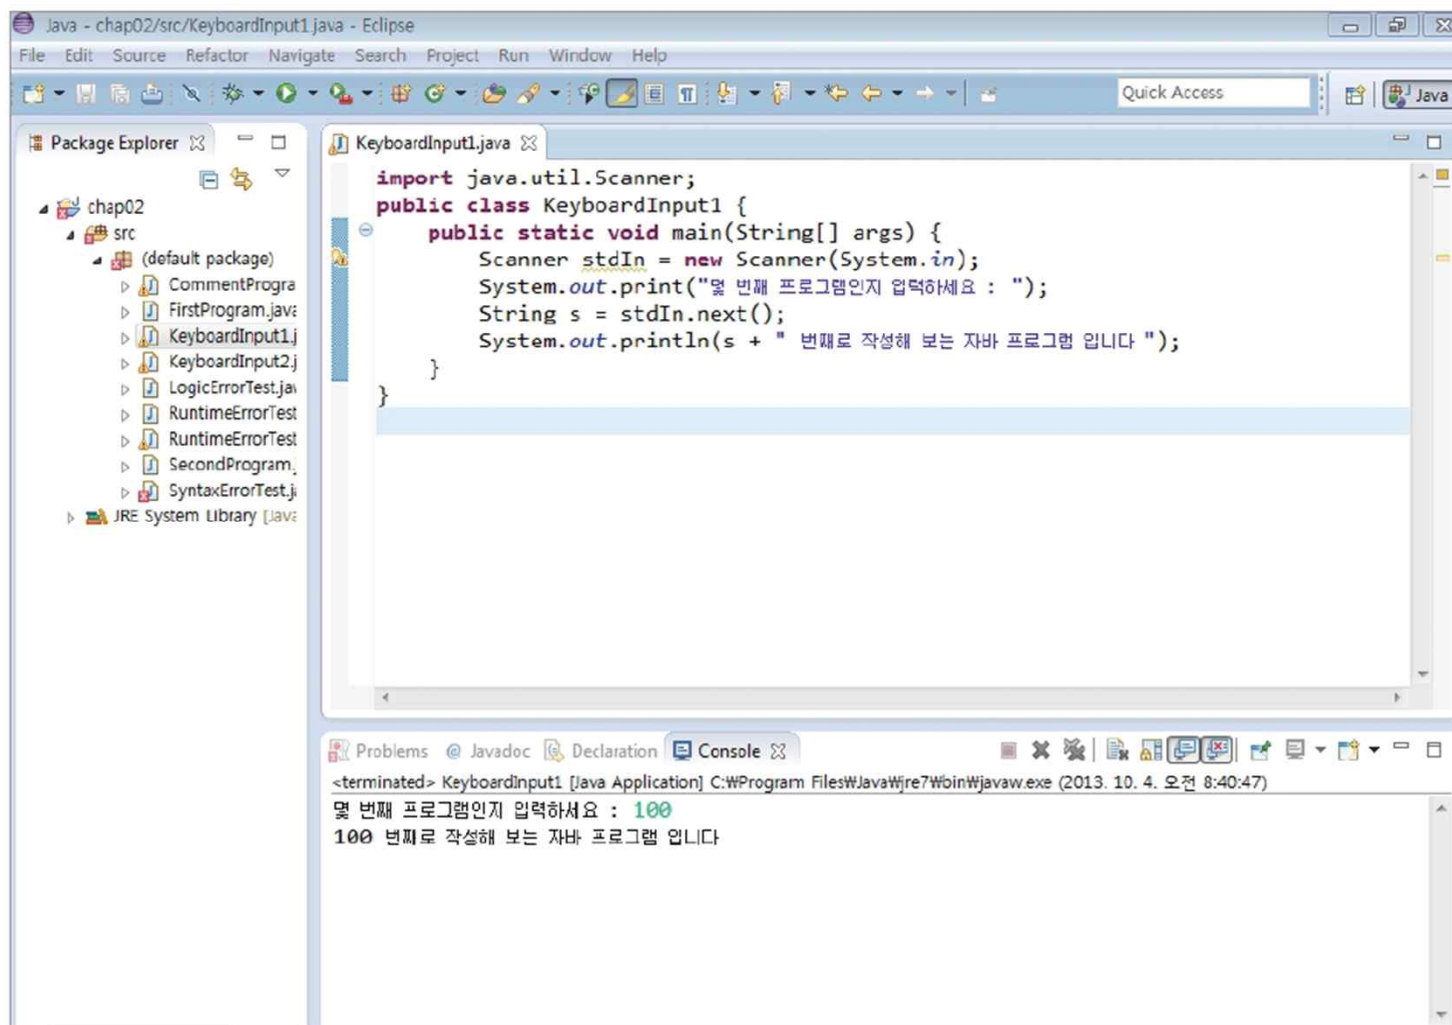 Java - chap02/src/KeyboardInput1.java - Eclipse
File Edit Source Refactor Navigate Search Project Run Window Help
Quick Access
Java
Package Explorer
chap02
src
(default package)
CommentProgra
FirstProgram.java
KeyboardInput1.j
KeyboardInput2.j
LogicErrorTest.jav
RuntimeErrorTest
RuntimeErrorTest
SecondProgram.
SyntaxErrorTest.j
JRE System Library [Java
KeyboardInput1.java
import java.util.Scanner;
public class KeyboardInput1 {
public static void main(String[] args) {
Scanner stdIn = new Scanner(System.in);
System.out.print("몇 번째 프로그램인지 입력하세요 : ");
String s = stdIn.next();
System.out.println(s + " 번째로 작성해 보는 자바 프로그램 입니다 ");
}
}
Problems @ Javadoc Declaration Console
<terminated> KeyboardInput1 [Java Application] C:₩Program Files₩Java₩jre7₩bin₩javaw.exe (2013. 10. 4. 오전 8:40:47)
몇 번째 프로그램인지 입력하세요 : 100
100 번째로 작성해 보는 자바 프로그램 입니다